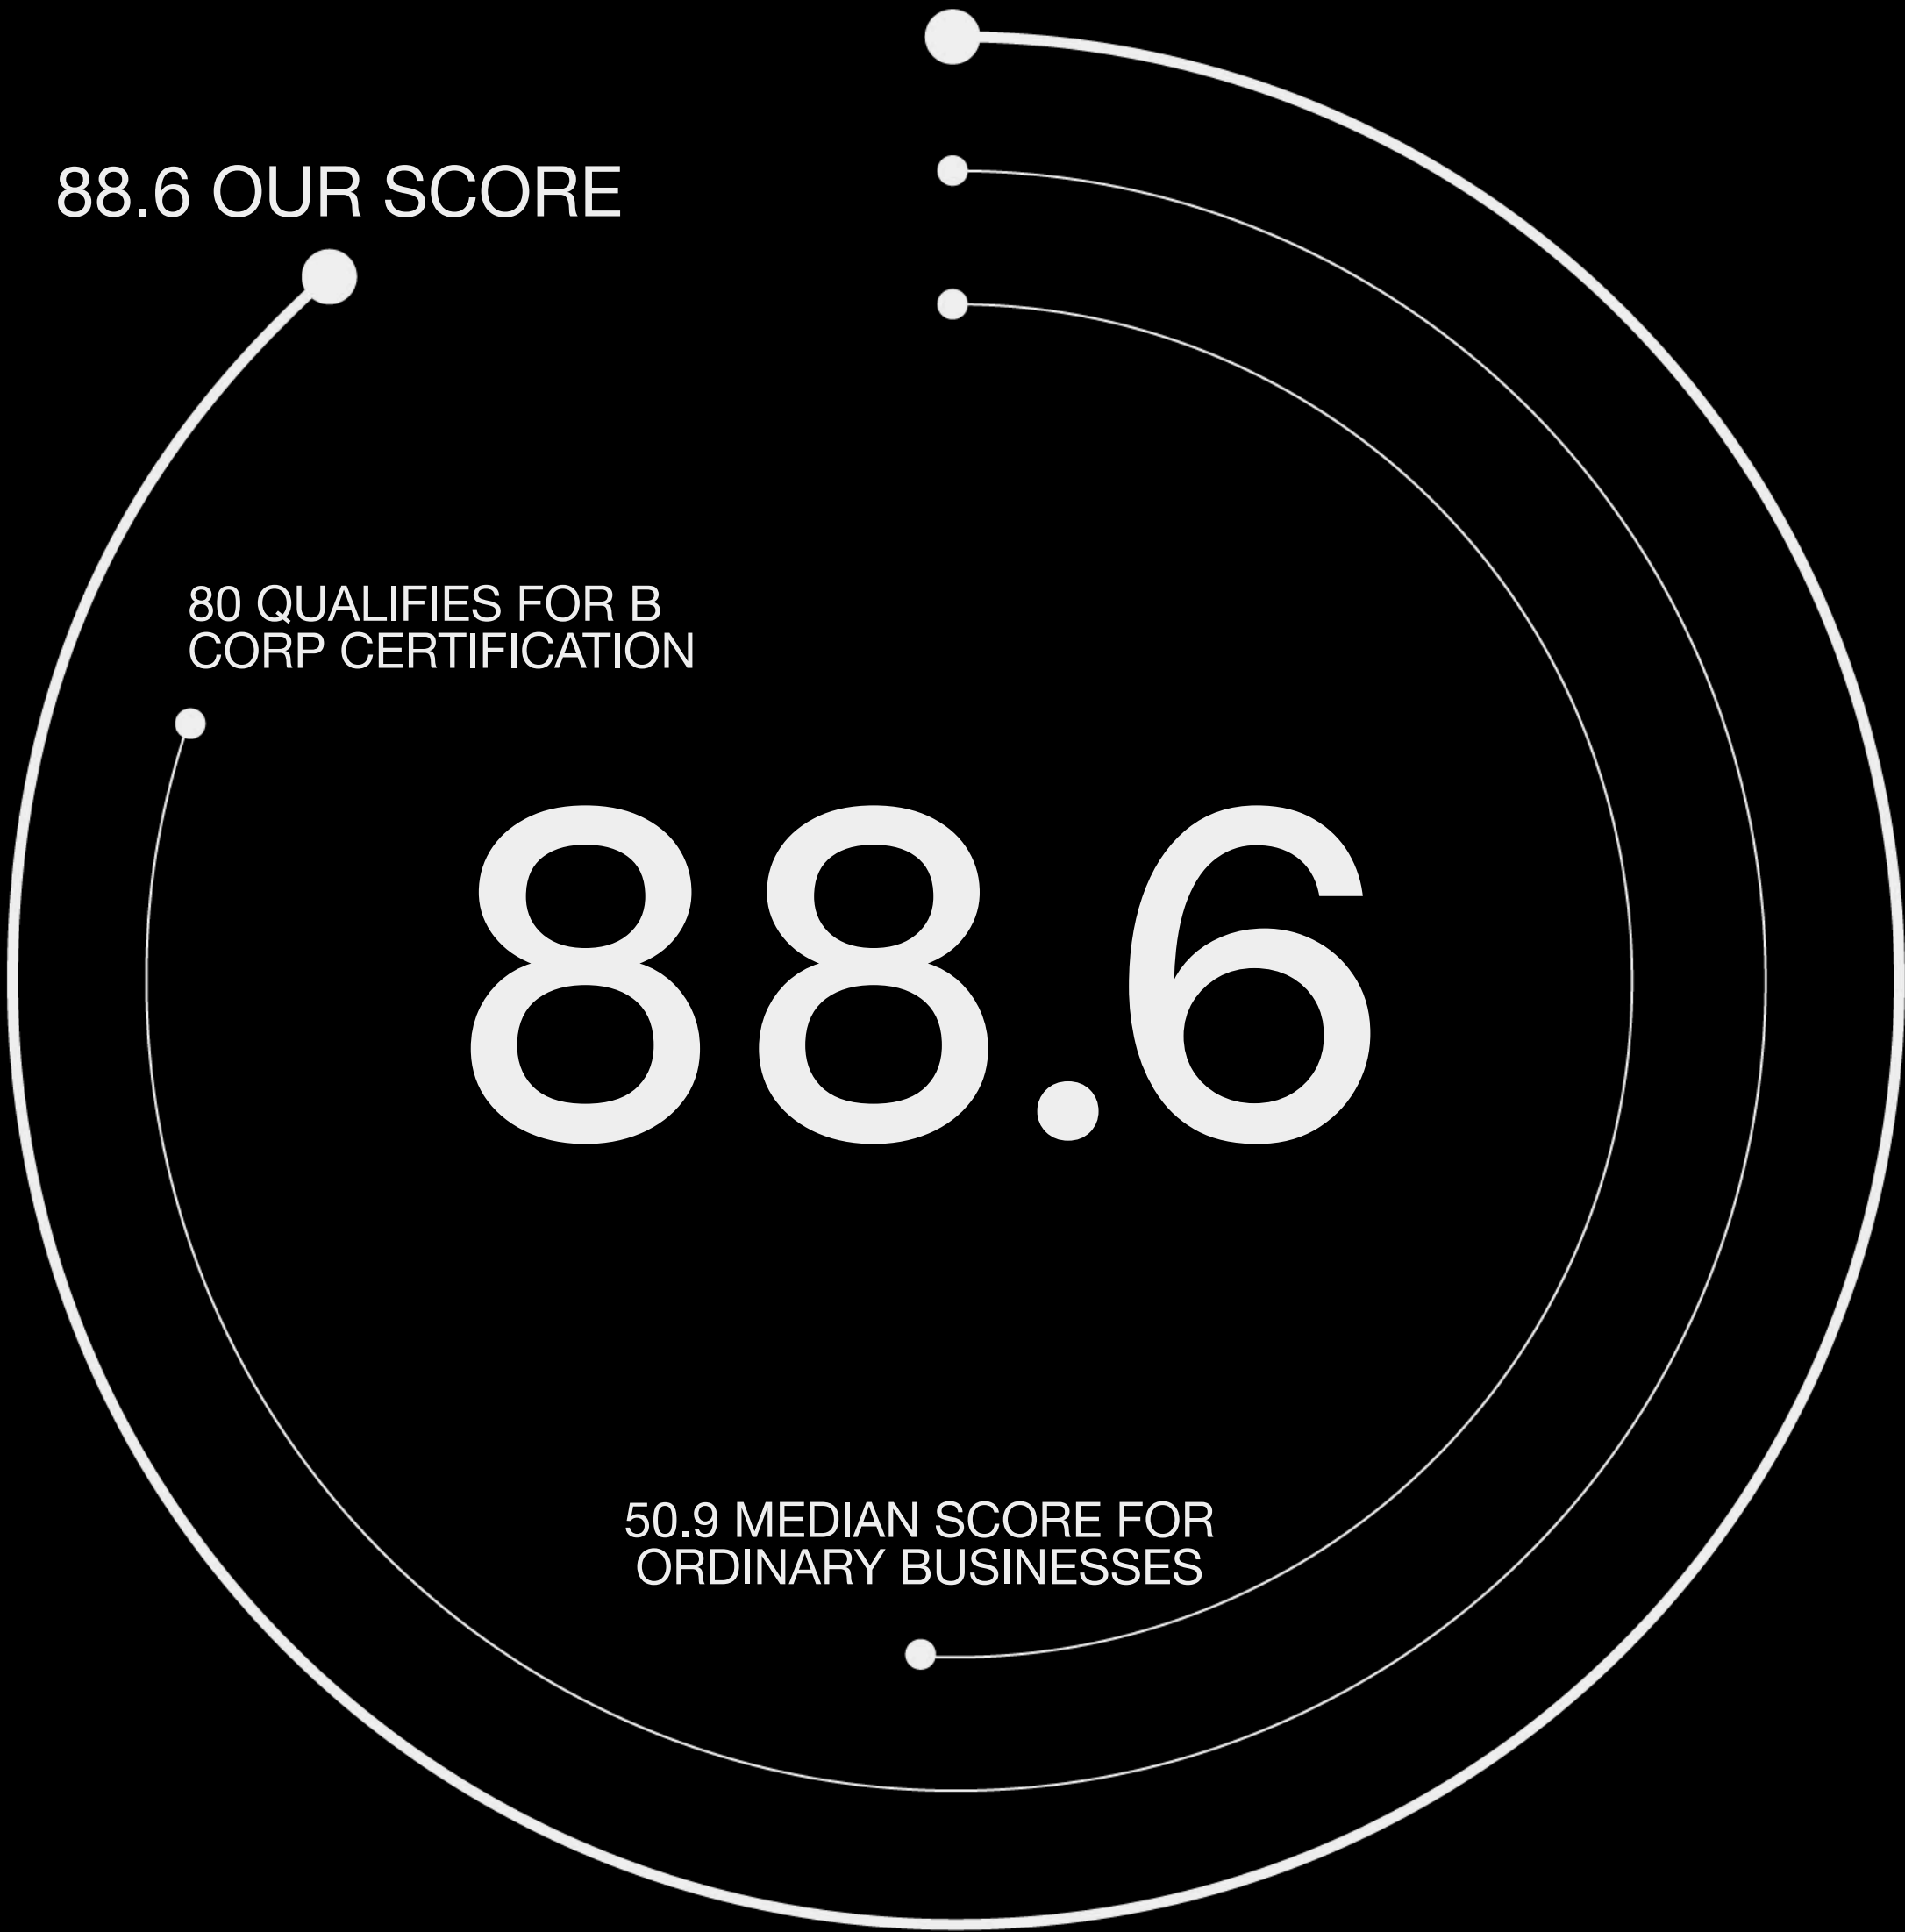 88.6 OUR SCORE
80 QUALIFIES FOR B
CORP CERTIFICATION
88.6
50.9 MEDIAN SCORE FOR
ORDINARY BUSINESSES